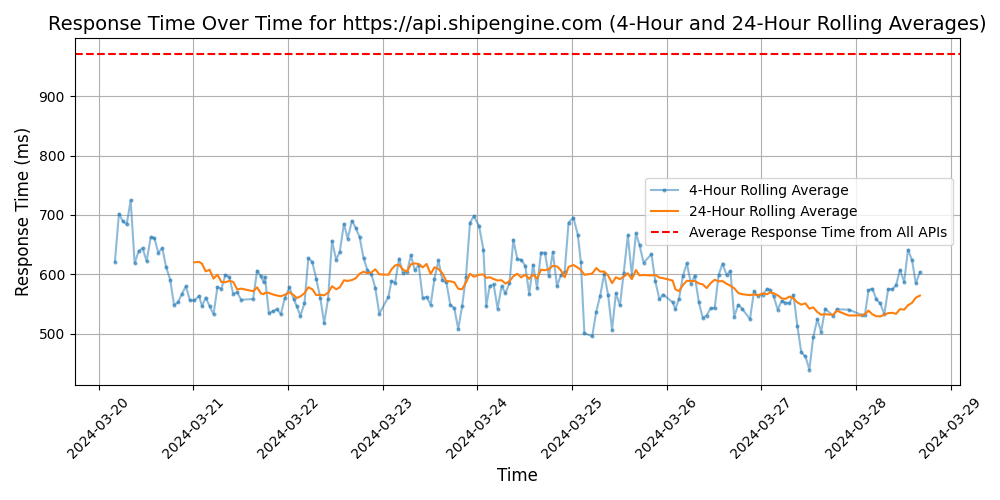 Response Time Over Time for https://api.shipengine.com (4-Hour and 24-Hour Rolling Averages)
Response Time (ms)
900
800
700
600
500
4-Hour Rolling Average
24-Hour Rolling Average
Average Response Time from All APIs
2024-03-20
2024-03-21
2024-03-22
2024-03-23
2024-03-24
2024-03-25
2024-03-26
2024-03-27
2024-03-28
2024-03-29
Time